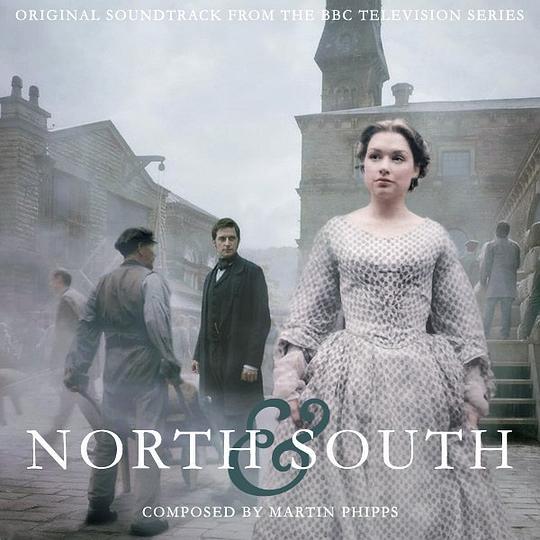 ORIGINAL SOUNDTRACK FROM THE BBC TELEVISION SERIES
NORTH & SOUTH
COMPOSED BY MARTIN PHIPPS